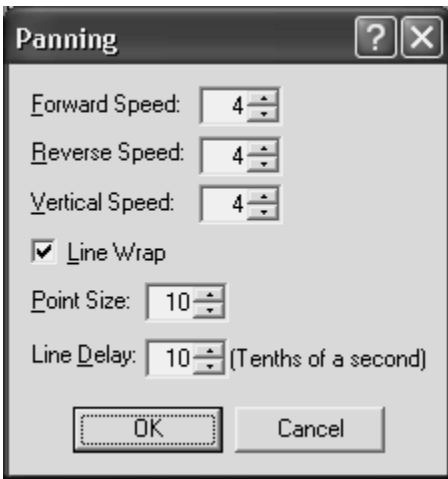 Panning ? X
Forward Speed: 4
Reverse Speed: 4
Vertical Speed: 4
Line Wrap
Point Size: 10
Line Delay: 10 (Tenths of a second)
OK Cancel